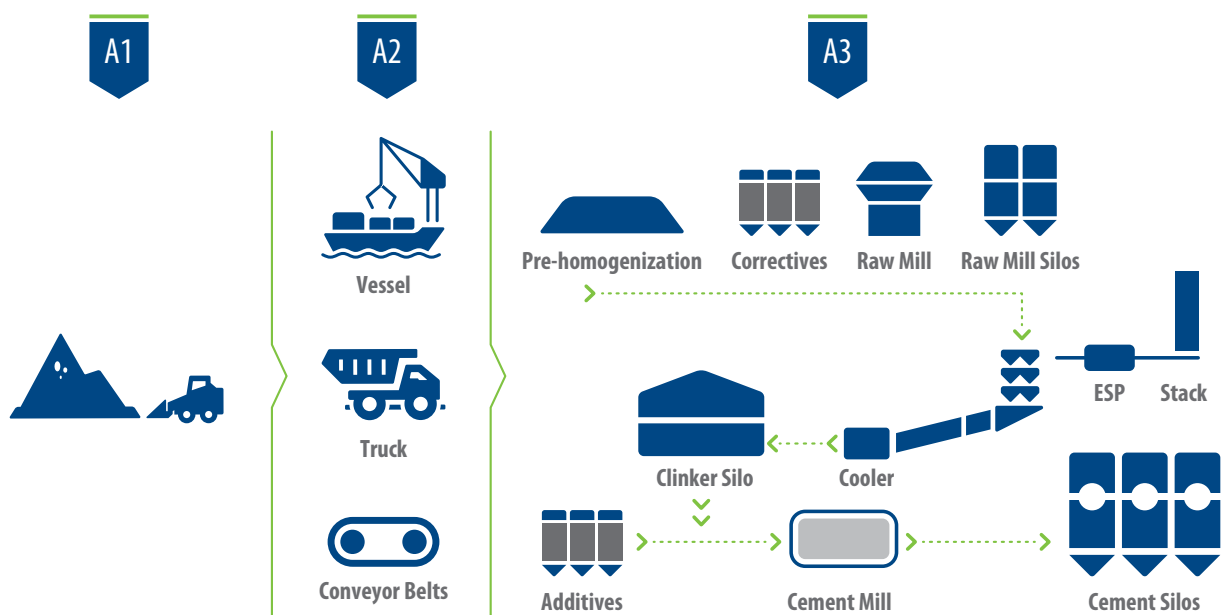 A1
A2
A3
Vessel
Truck
Conveyor Belts
Pre-homogenization
Correctives
Raw Mill
Raw Mill Silos
ESP
Stack
Clinker Silo
Cooler
Additives
Cement Mill
Cement Silos